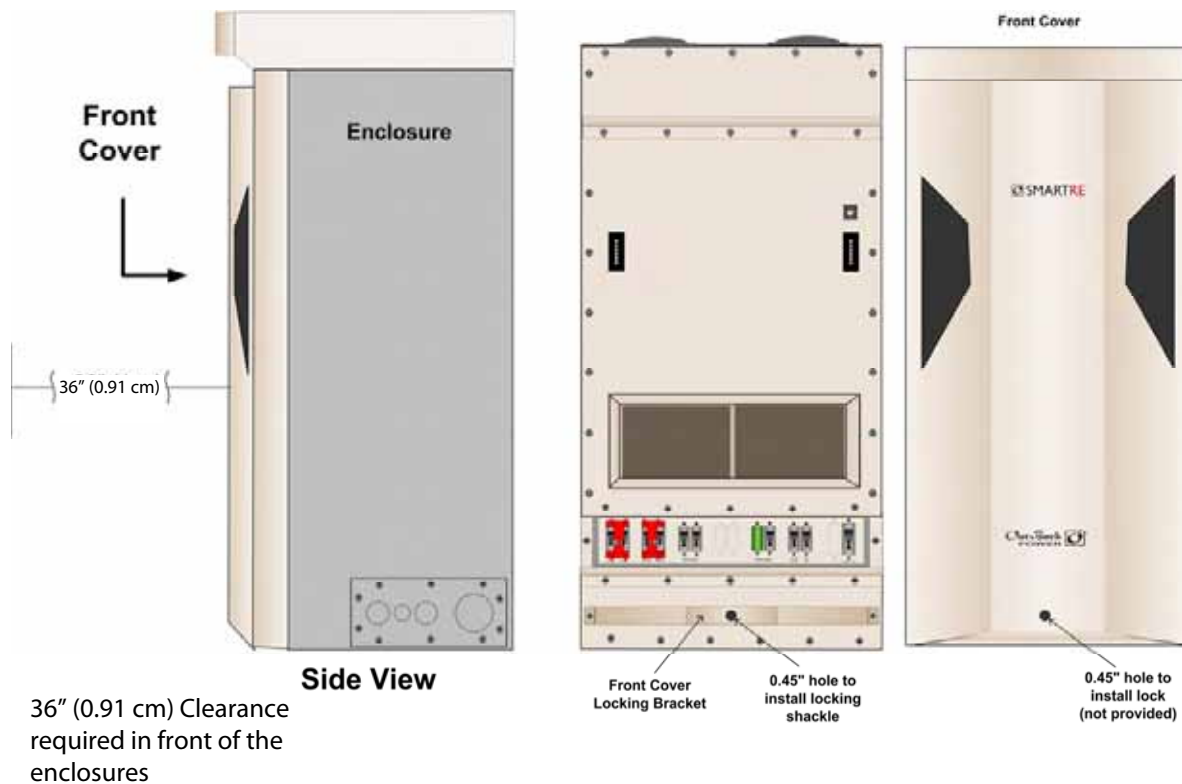 Front
Cover
Enclosure
36” (0.91 cm)
Side View
36” (0.91 cm) Clearance
required in front of the
enclosures
Front Cover
Locking Bracket
0.45" hole to
install locking
shackle
Front Cover
SMARTRE
OutBack
POWER
0.45" hole to
install lock
(not provided)